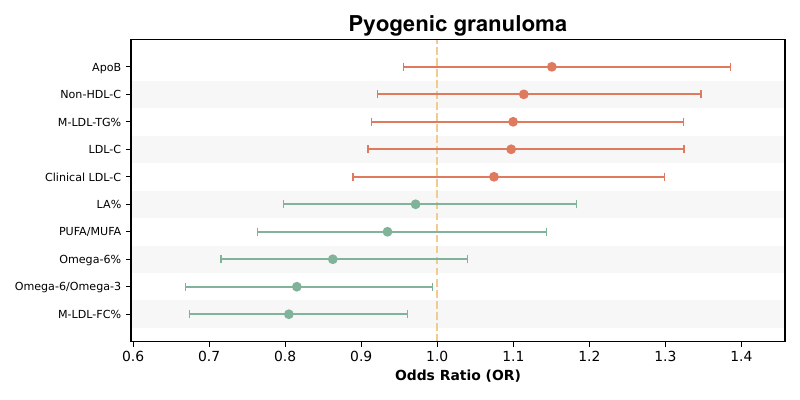 Pyogenic granuloma
ApoB
Non-HDL-C
M-LDL-TG%
LDL-C
Clinical LDL-C
LA%
PUFA/MUFA
Omega-6%
Omega-6/Omega-3
M-LDL-FC%
0.6 0.7 0.8 0.9 1.0 1.1 1.2 1.3 1.4
Odds Ratio (OR)